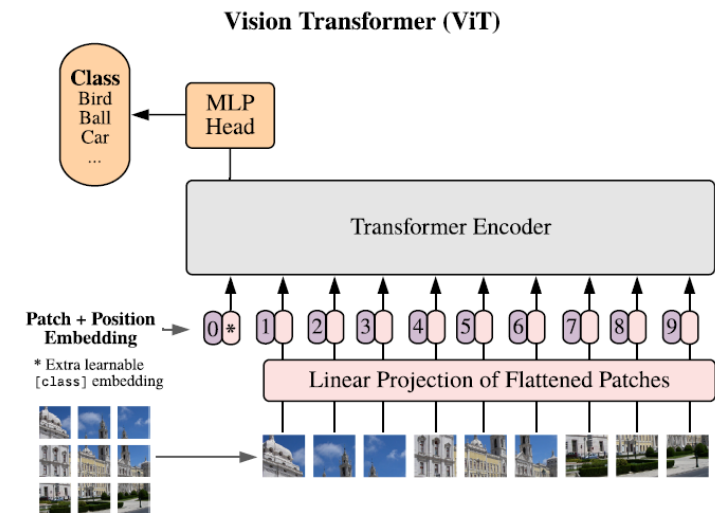 Vision Transformer (ViT)
Class
Bird
Ball
Car
...
MLP
Head
Transformer Encoder
Patch + Position
Embedding
* Extra learnable
[class] embedding
0 * 1 2 3 4 5 6 7 8 9
Linear Projection of Flattened Patches